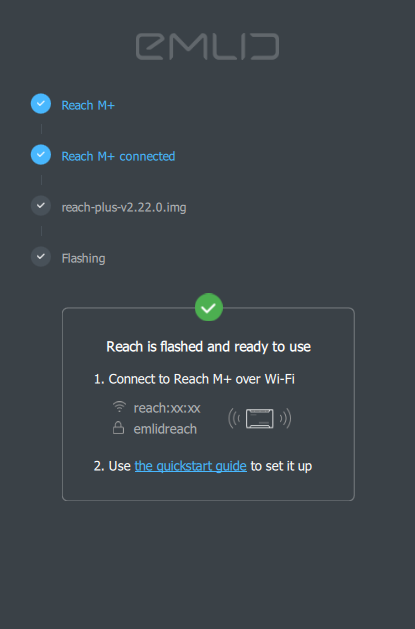 EMLID
Reach M+
Reach M+ connected
reach-plus-v2.22.0.img
Flashing
Reach is flashed and ready to use
1. Connect to Reach M+ over Wi-Fi
reach:xx:xx
emlidreach
2. Use the quickstart guide to set it up